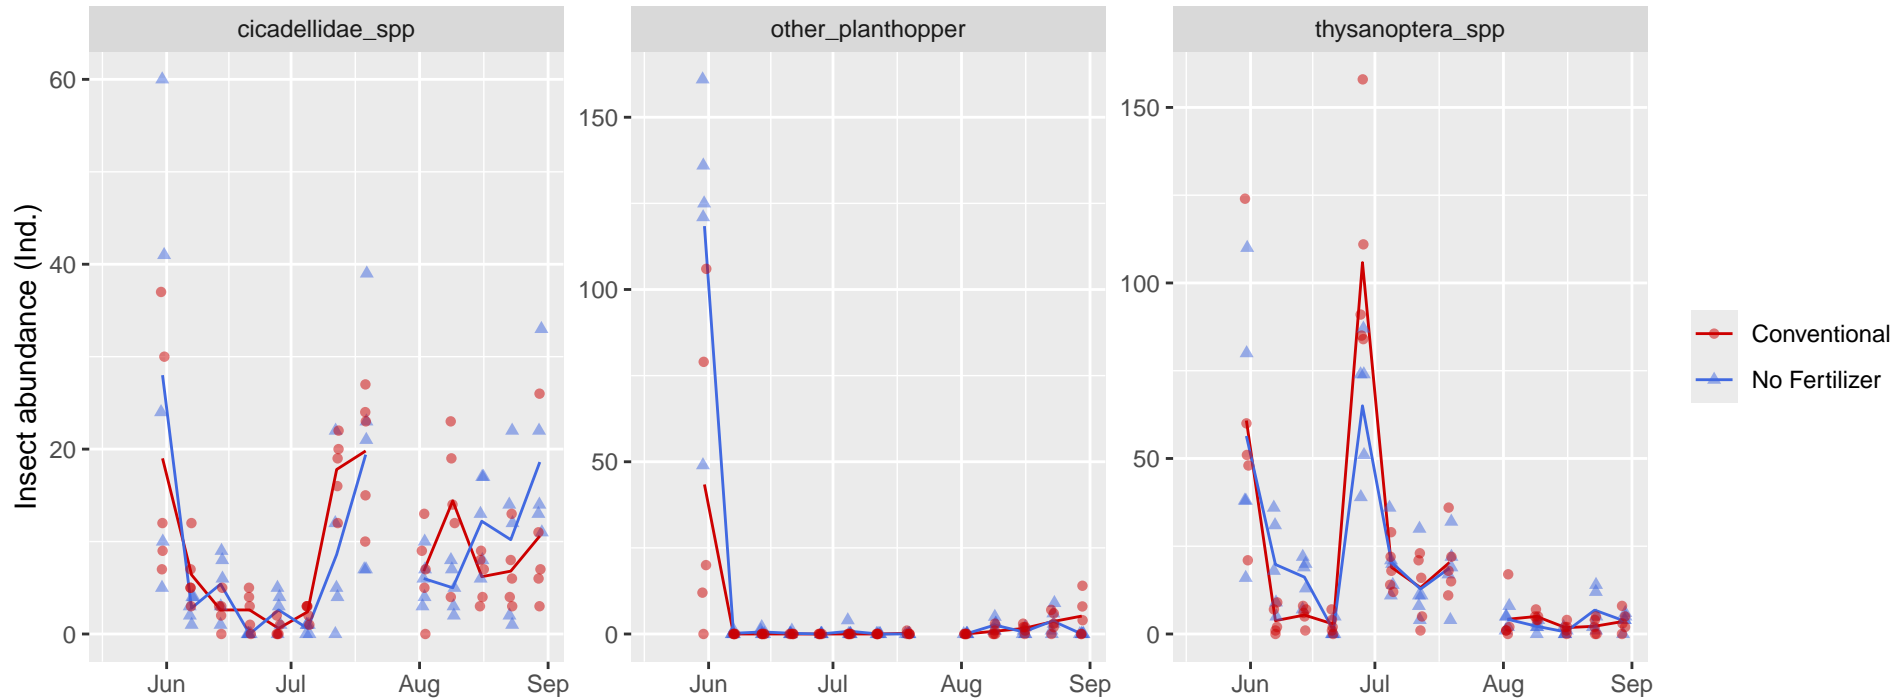 cicadellidae_spp
other_planthopper
thysanoptera_spp
Insect abundance (Ind.)
60
40
20
0
150
100
50
0
150
100
50
0
Jun Jul Aug Sep
Jun Jul Aug Sep
Jun Jul Aug Sep
Conventional
No Fertilizer